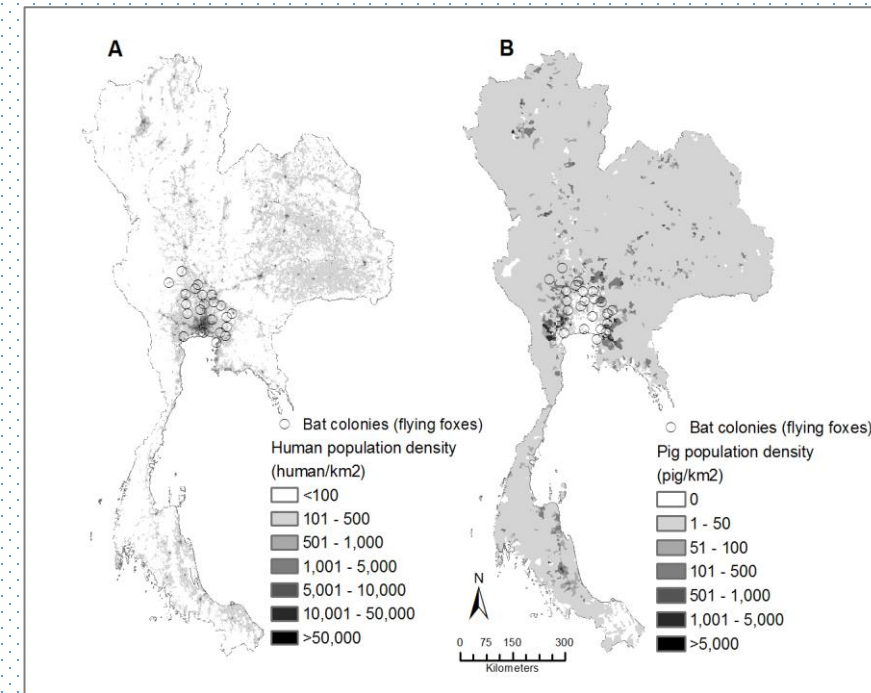 A
B
Bat colonies (flying foxes)
Human population density
(human/km2)
<100
101 - 500
501 - 1,000
1,001 - 5,000
5,001 - 10,000
10,001 - 50,000
>50,000
Bat colonies (flying foxes)
Pig population density
(pig/km2)
0
1 - 50
51 - 100
101 - 500
501 - 1,000
1,001 - 5,000
>5,000
N
0 75 150 300
Kilometers